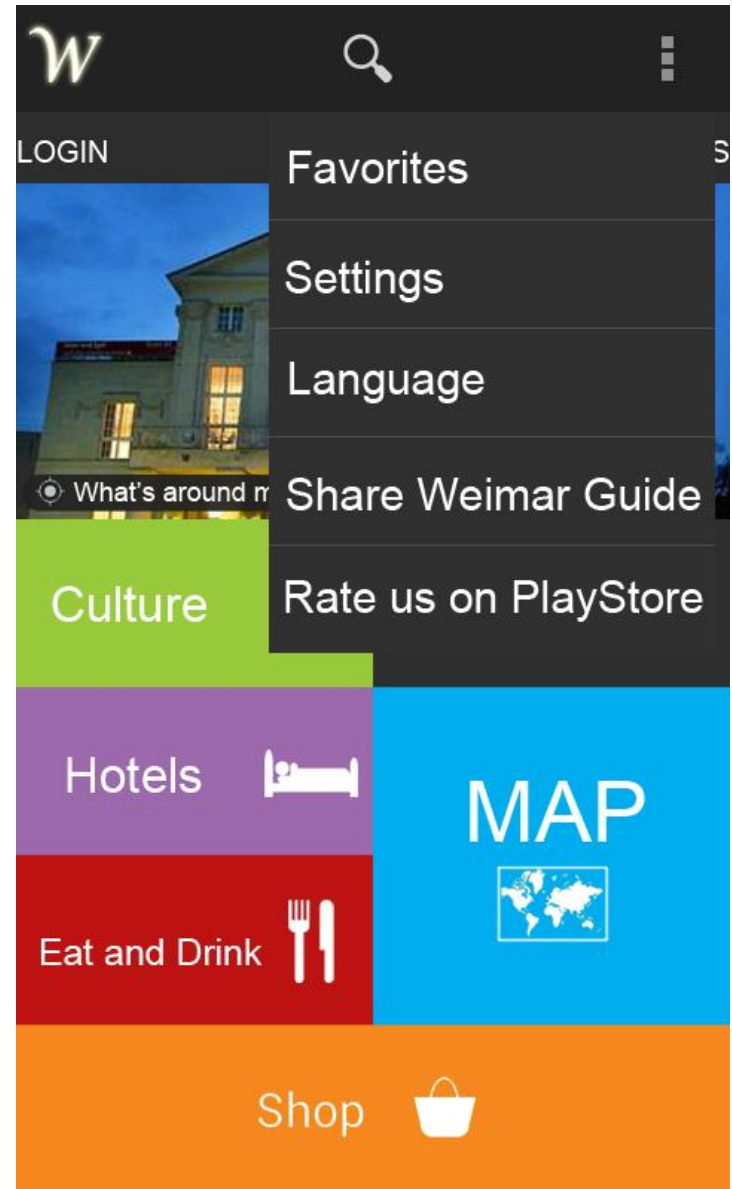 W
LOGIN
S
Favorites
Settings
Language
What's around m
Share Weimar Guide
Culture
Rate us on PlayStore
Hotels
MAP
Eat and Drink
Shop